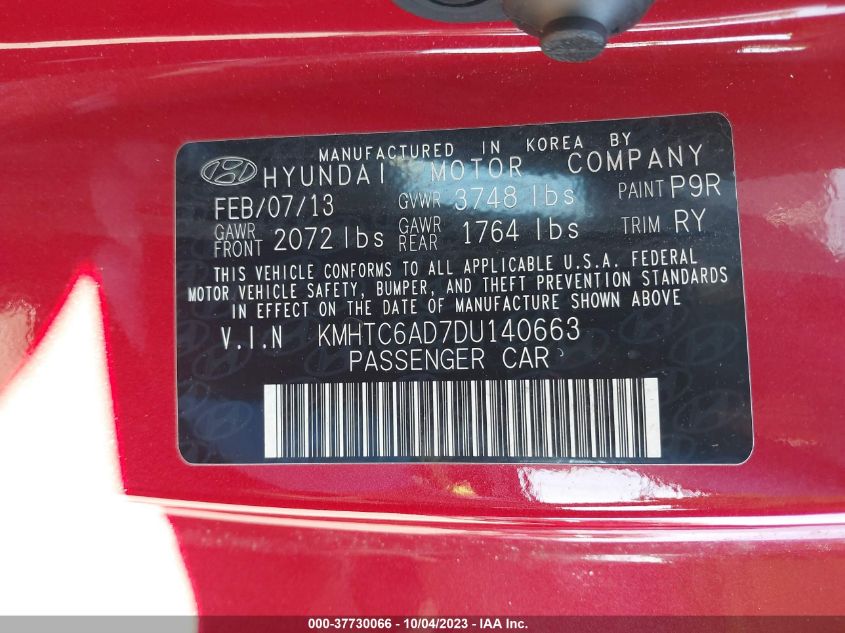 MANUFACTURED IN KOREA BY
HYUNDAI MOTOR COMPANY
FEB/07/13 GVWR 3748 lbs PAINT P9R
GAWR FRONT 2072 lbs GAWR REAR 1764 lbs TRIM RY
THIS VEHICLE CONFORMS TO ALL APPLICABLE U.S.A. FEDERAL
MOTOR VEHICLE SAFETY, BUMPER, AND THEFT PREVENTION STANDARDS
IN EFFECT ON THE DATE OF MANUFACTURE SHOWN ABOVE
V.I.N KMHTC6AD7DU140663
PASSENGER CAR
000-37730066 - 10/04/2023 - IAA Inc.